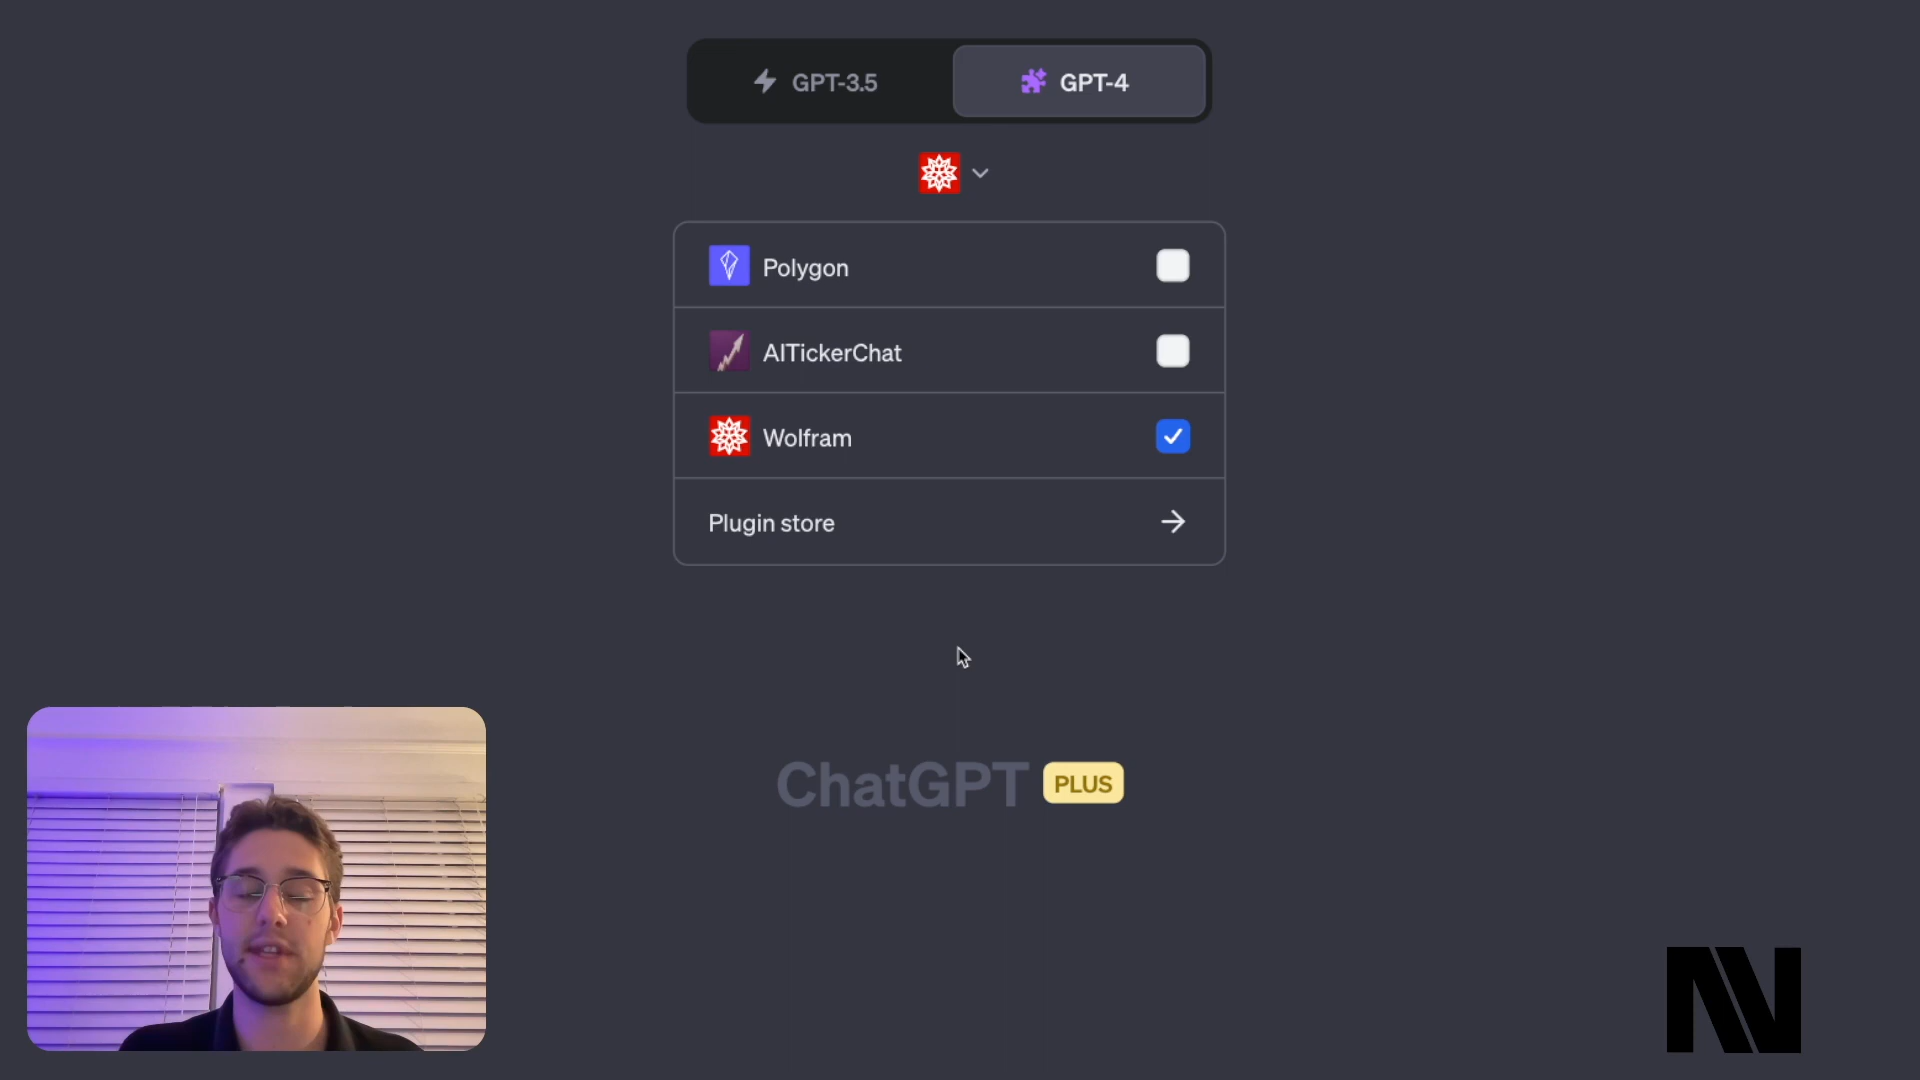 GPT-3.5
GPT-4
Polygon
AITickerChat
Wolfram
Plugin store
ChatGPT PLUS
N